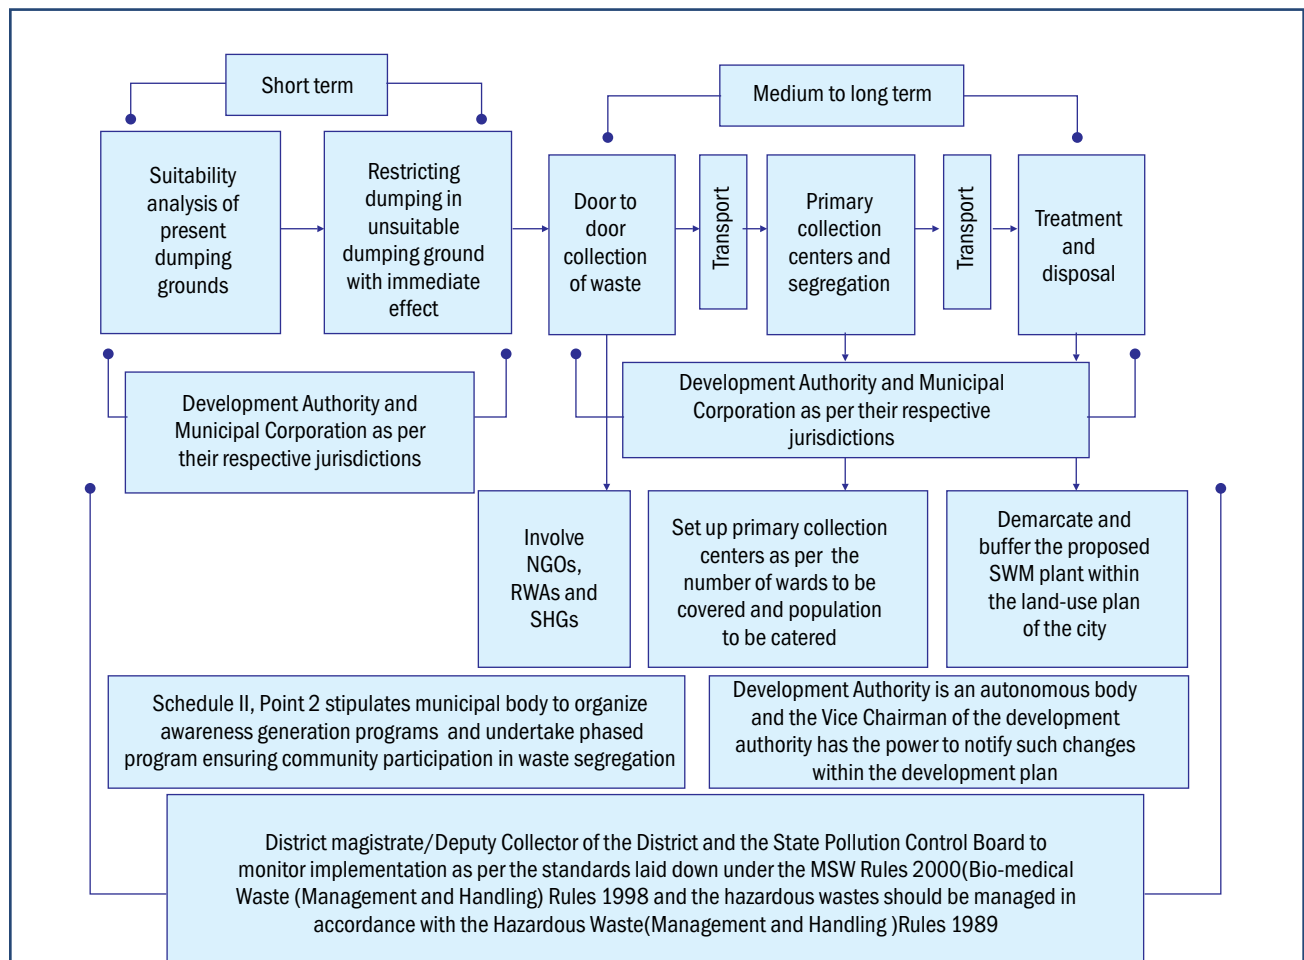 Short term
Medium to long term
Suitability
analysis of
present
dumping
grounds
Restricting
dumping in
unsuitable
dumping ground
with immediate
effect
Door to
door
collection
of waste
Transport
Primary
collection
centers and
segregation
Transport
Treatment
and
disposal
Development Authority and
Municipal Corporation as per
their respective jurisdictions
Development Authority and Municipal
Corporation as per their respective
jurisdictions
Involve
NGOs,
RWAs and
SHGs
Set up primary collection
centers as per the
number of wards to be
covered and population
to be catered
Demarcate and
buffer the proposed
SWM plant within
the land-use plan
of the city
Schedule II, Point 2 stipulates municipal body to organize
awareness generation programs and undertake phased
program ensuring community participation in waste segregation
Development Authority is an autonomous body
and the Vice Chairman of the development
authority has the power to notify such changes
within the development plan
District magistrate/Deputy Collector of the District and the State Pollution Control Board to
monitor implementation as per the standards laid down under the MSW Rules 2000(Bio-medical
Waste (Management and Handling) Rules 1998 and the hazardous wastes should be managed in
accordance with the Hazardous Waste(Management and Handling )Rules 1989